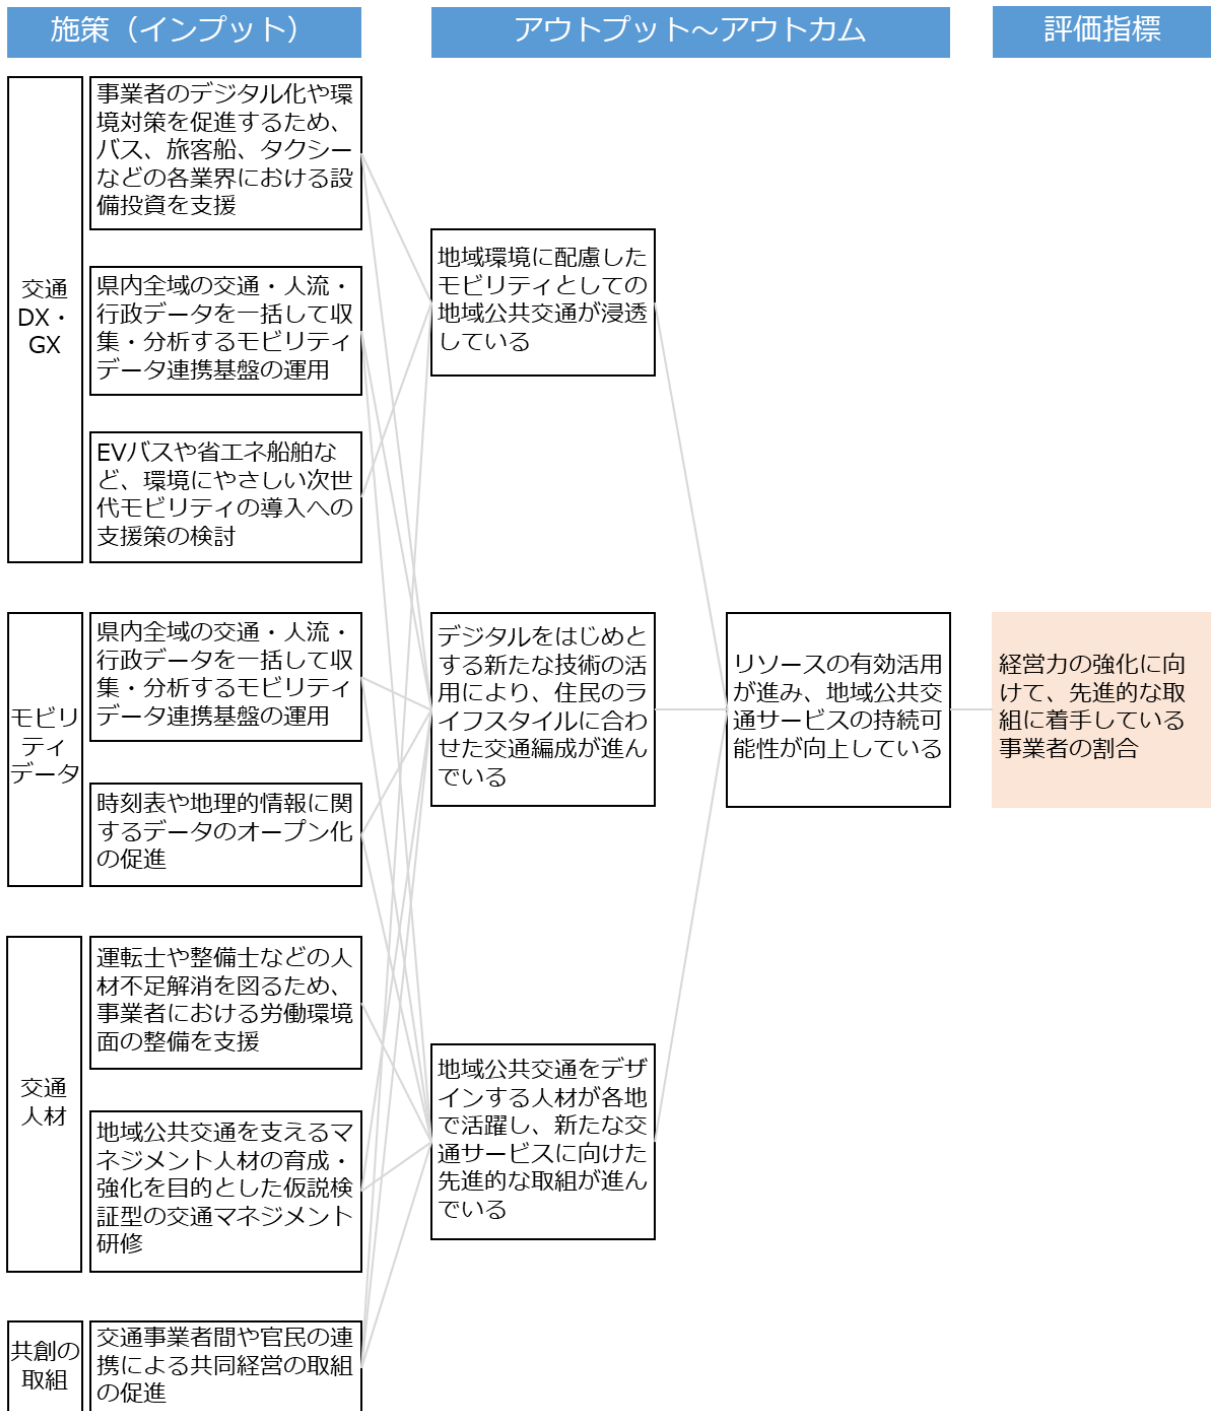 施策（インプット）
アウトプット～アウトカム
評価指標
交通
DX・
GX
事業者のデジタル化や環
境対策を促進するため、
バス、旅客船、タクシー
などの各業界における設
備投資を支援
県内全域の交通・人流・
行政データを一括して収
集・分析するモビリティ
データ連携基盤の運用
EVバスや省エネ船舶な
ど、環境にやさしい次世
代モビリティの導入への
支援策の検討
モビリ
ティ
データ
県内全域の交通・人流・
行政データを一括して収
集・分析するモビリティ
データ連携基盤の運用
時刻表や地理的情報に関
するデータのオープン化
の促進
交通
人材
運転士や整備士などの人
材不足解消を図るため、
事業者における労働環境
面の整備を支援
地域公共交通を支えるマ
ネジメント人材の育成・
強化を目的とした仮説検
証型の交通マネジメント
研修
共創の
取組
交通事業者間や官民の連
携による共同経営の取組
の促進
地域環境に配慮した
モビリティとしての
地域公共交通が浸透
している
デジタルをはじめと
する新たな技術の活
用により、住民のラ
イフスタイルに合わ
せた交通編成が進ん
でいる
地域公共交通をデザ
インする人材が各地
で活躍し、新たな交
通サービスに向けた
先進的な取組が進ん
でいる
リソースの有効活用
が進み、地域公共交
通サービスの持続可
能性が向上している
経営力の強化に向
けて、先進的な取
組に着手している
事業者の割合